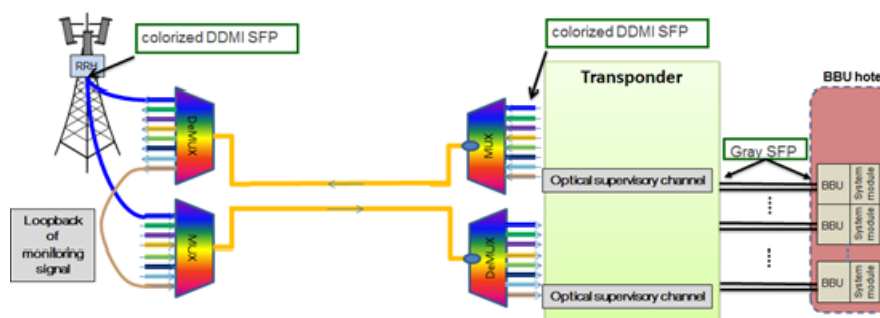 colorized DDMI SFP
colorized DDMI SFP
RRH
Transponder
BBU hote
DeMUX
MUX
Gray SFP
Optical supervisory channel
BBU
System
module
Loopback
of
monitoring
signal
MUX
DeMUX
BBU
System
module
Optical supervisory channel
BBU
System
module